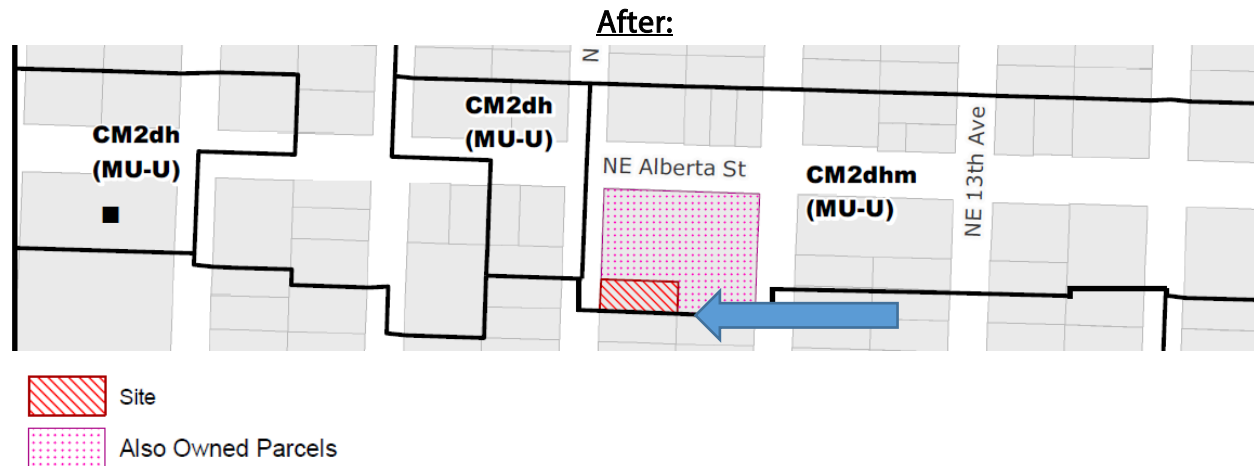 After:
N
CM2dh
(MU-U)
CM2dh
(MU-U)
NE Alberta St
CM2dhm
(MU-U)
NE 13th Ave
Site
Also Owned Parcels